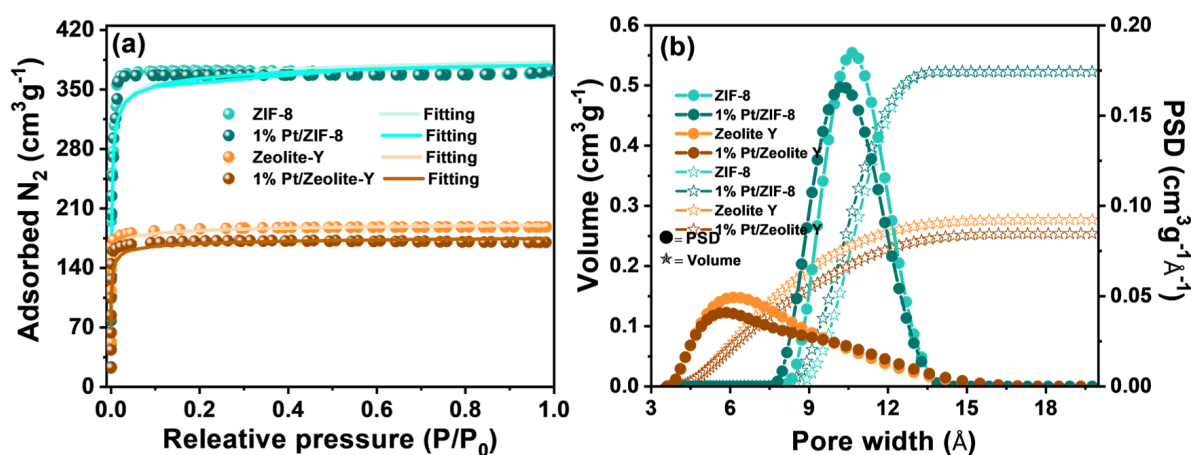 (a)
420
350
280
210
140
70
0
Adsorbed N₂ (cm³g⁻¹)
ZIF-8 Fitting
1% Pt/ZIF-8 Fitting
Zeolite-Y Fitting
1% Pt/Zeolite-Y Fitting
0.0 0.2 0.4 0.6 0.8 1.0
Releative pressure (P/P₀)
(b)
0.6
0.5
0.4
0.3
0.2
0.1
0.0
Volume (cm³g⁻¹)
ZIF-8
1% Pt/ZIF-8
Zeolite Y
1% Pt/Zeolite Y
ZIF-8
1% Pt/ZIF-8
Zeolite Y
1% Pt/Zeolite Y
= PSD
= Volume
3 6 9 12 15 18
Pore width (Å)
0.20
0.15
0.10
0.05
0.00
PSD (cm³g⁻¹Å⁻¹)